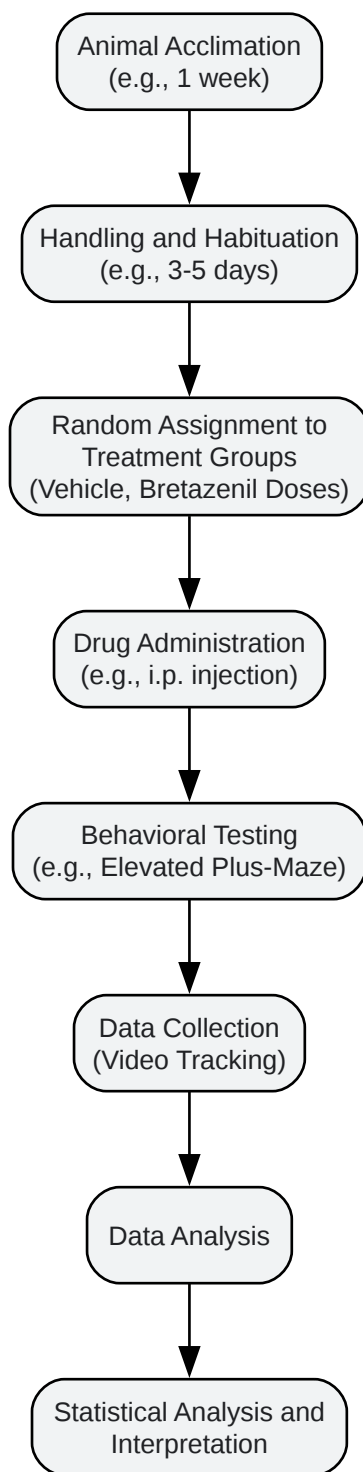 Animal Acclimation
(e.g., 1 week)
Handling and Habituation
(e.g., 3-5 days)
Random Assignment to
Treatment Groups
(Vehicle, Bretazenil Doses)
Drug Administration
(e.g., i.p. injection)
Behavioral Testing
(e.g., Elevated Plus-Maze)
Data Collection
(Video Tracking)
Data Analysis
Statistical Analysis and
Interpretation